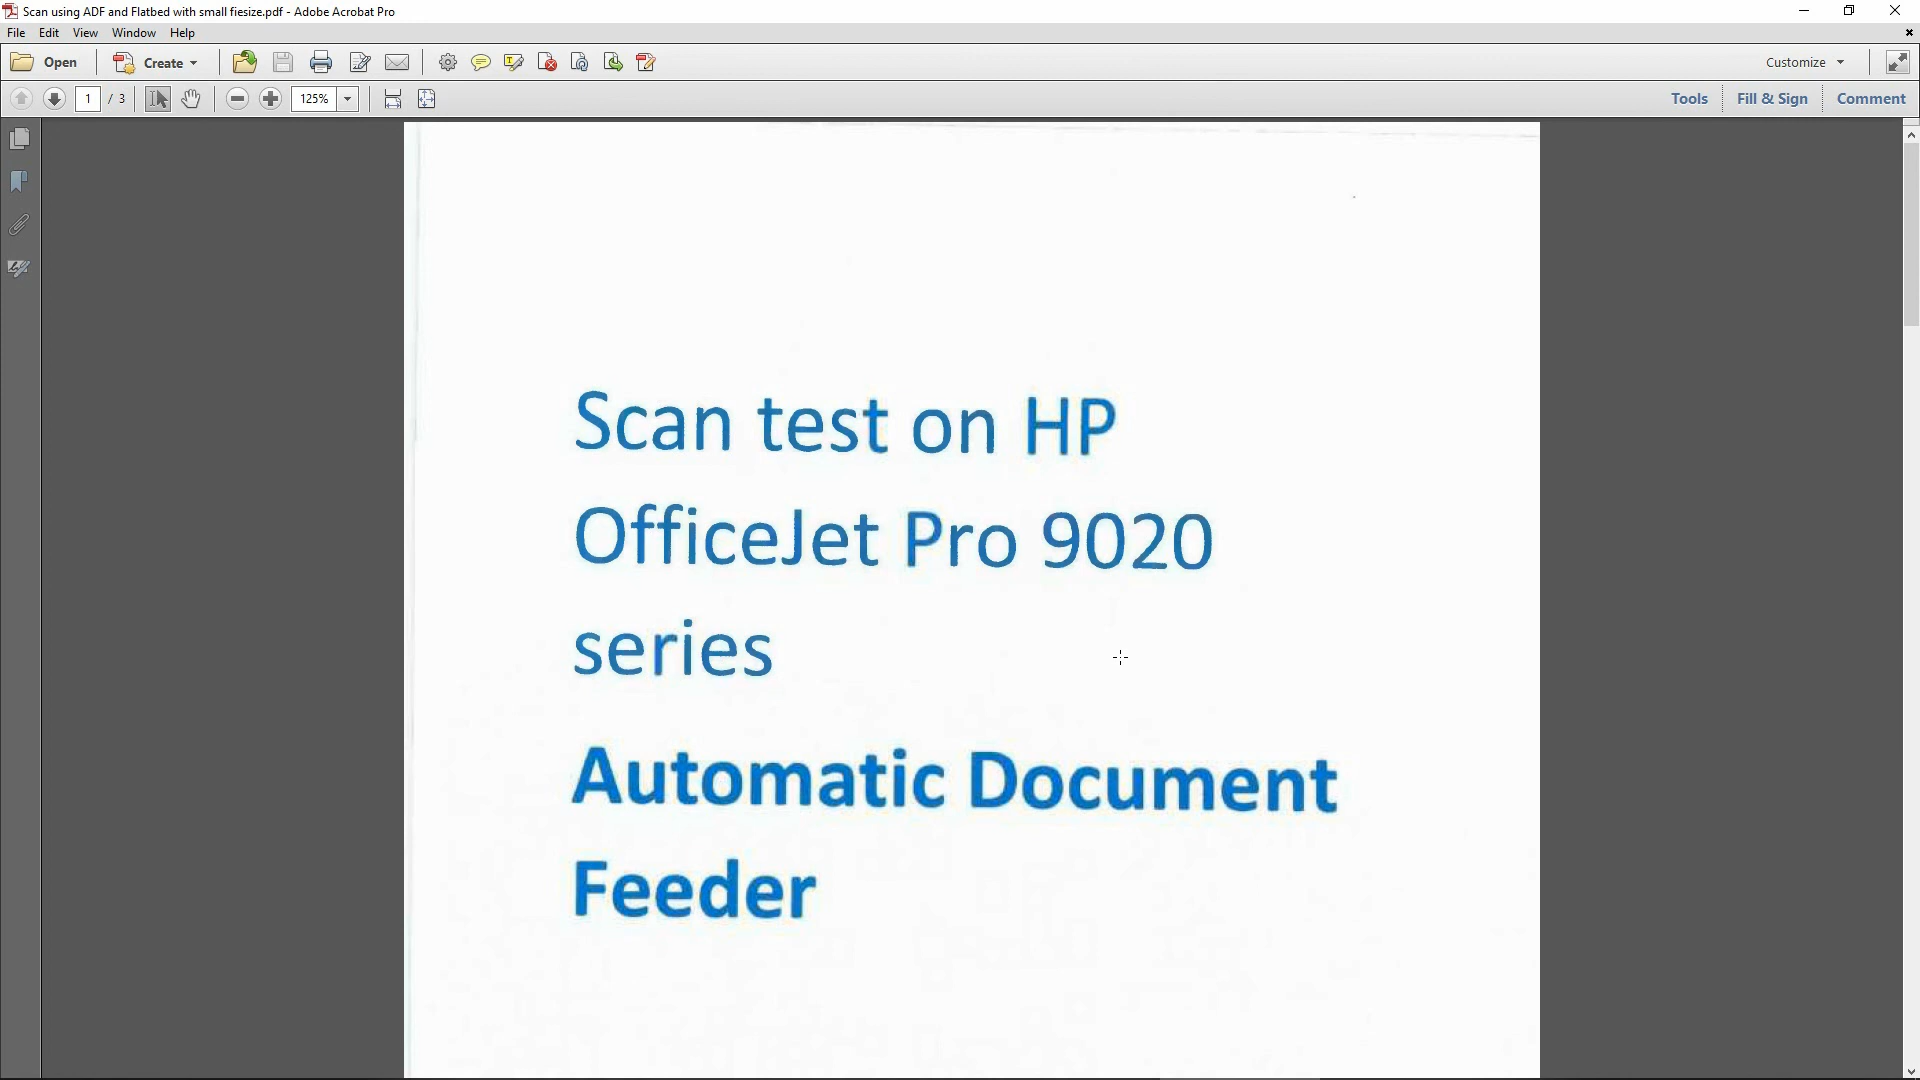 Scan using ADF and Flatbed with small fiesize.pdf - Adobe Acrobat Pro
File Edit View Window Help
Open Create Customize
1 / 3 125% Tools Fill & Sign Comment
Scan test on HP
OfficeJet Pro 9020
series
Automatic Document
Feeder